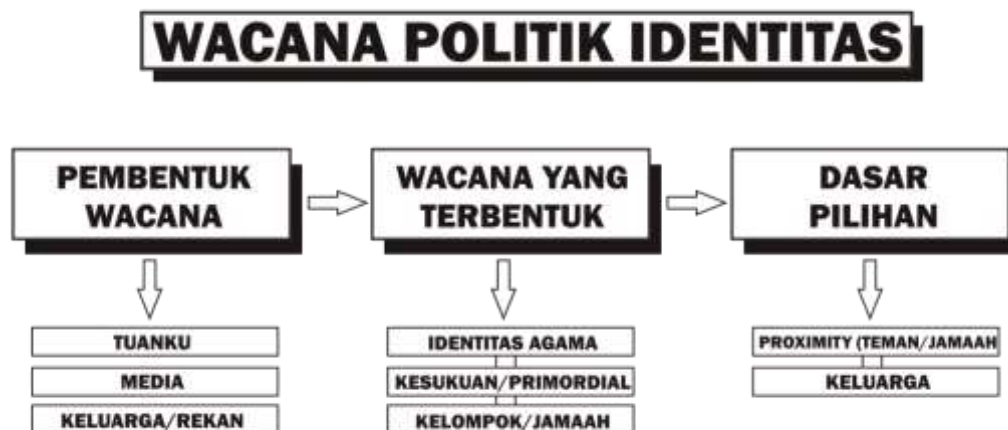 WACANA POLITIK IDENTITAS
PEMBENTUK
WACANA
WACANA YANG
TERBENTUK
DASAR
PILIHAN
TUANKU
MEDIA
KELUARGA/REKAN
IDENTITAS AGAMA
KESUKUAN/PRIMORDIAL
KELOMPOK/JAMAAH
PROXIMITY (TEMAN/JAMAAH
KELUARGA